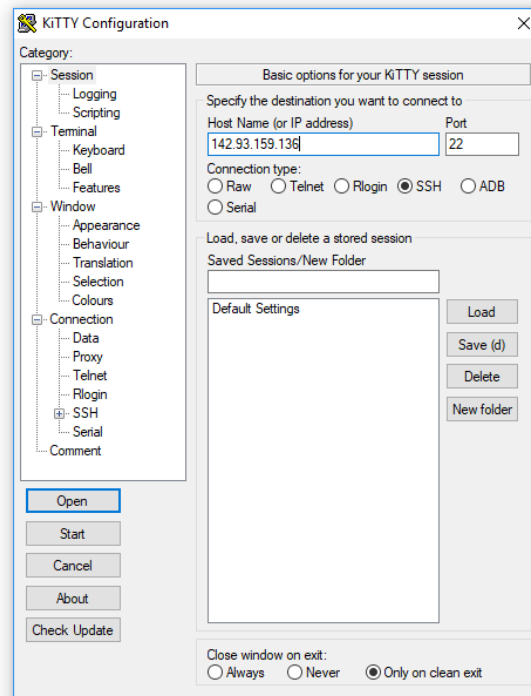 KiTTY Configuration
Category:
Session
Logging
Scripting
Terminal
Keyboard
Bell
Features
Window
Appearance
Behaviour
Translation
Selection
Colours
Connection
Data
Proxy
Telnet
Rlogin
SSH
Serial
Comment
Open
Start
Cancel
About
Check Update
Basic options for your KiTTY session
Specify the destination you want to connect to
Host Name (or IP address) Port
142.93.159.136 22
Connection type:
Raw Telnet Rlogin SSH ADB
Serial
Load, save or delete a stored session
Saved Sessions/New Folder
Default Settings
Load
Save (d)
Delete
New folder
Close window on exit:
Always Never Only on clean exit